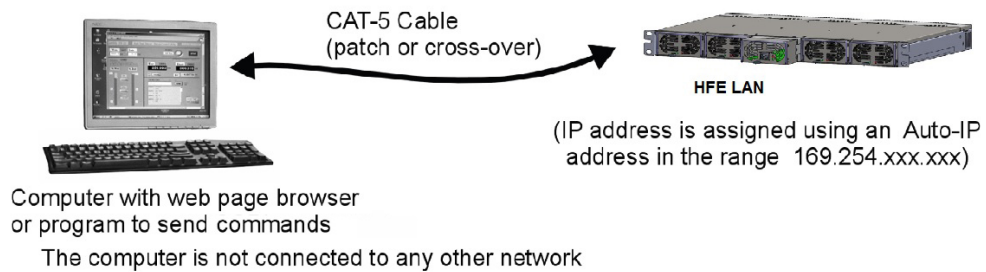 CAT-5 Cable
(patch or cross-over)
HFE LAN
(IP address is assigned using an Auto-IP
address in the range 169.254.xxx.xxx)
Computer with web page browser
or program to send commands
The computer is not connected to any other network